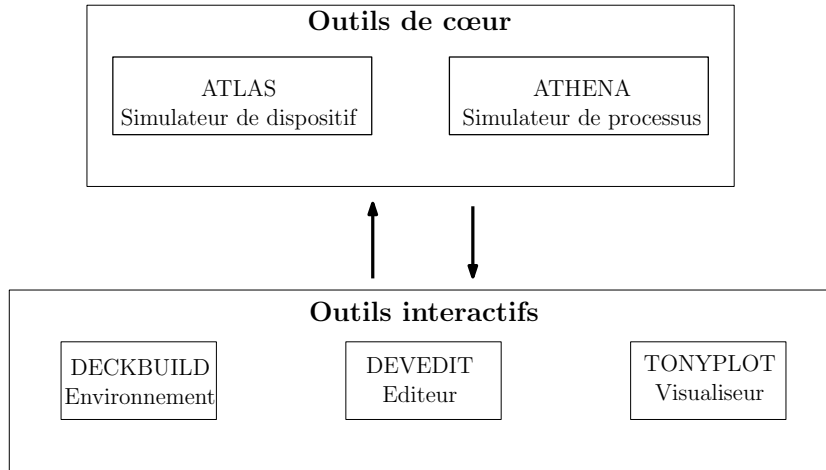 Outils de cœur
ATLAS
Simulateur de dispositif
ATHENA
Simulateur de processus
Outils interactifs
DECKBUILD
Environnement
DEVEDIT
Editeur
TONYPLOT
Visualiseur